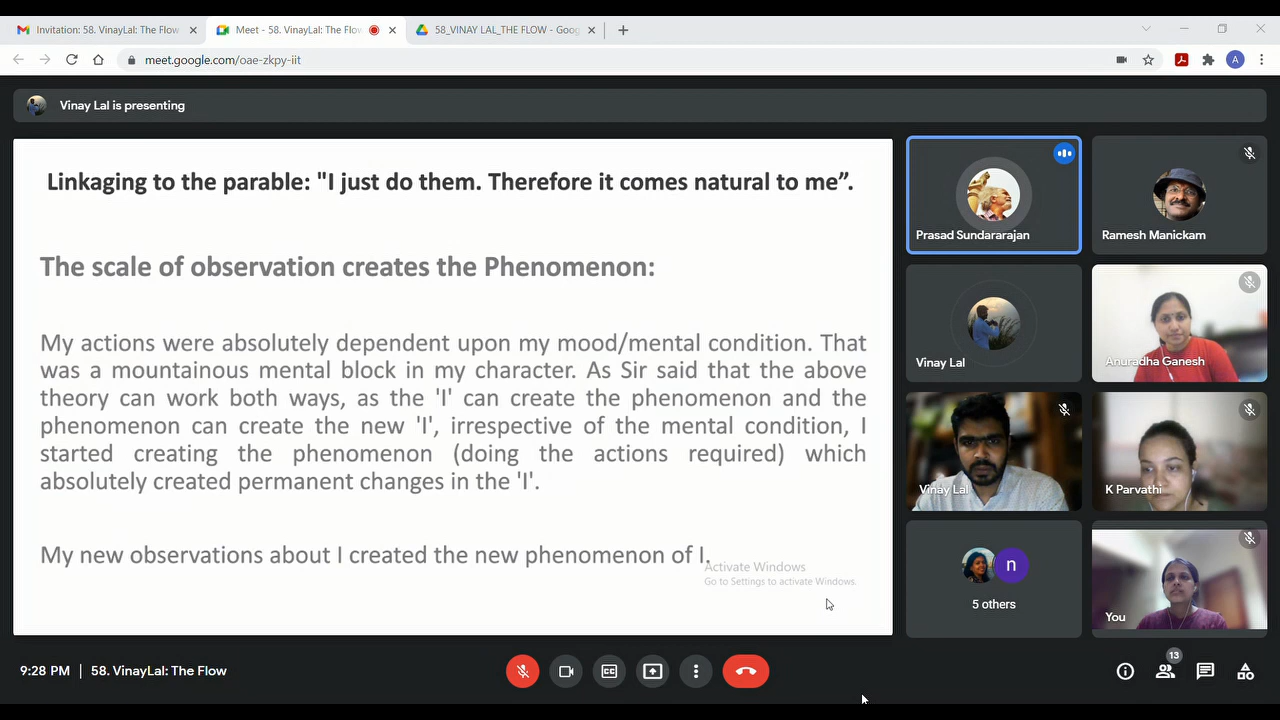 Invitation: 58. VinayLal: The Flow
Meet - 58. VinayLal: The Flow
58_VINAY LAL_THE FLOW - Goog
meet.google.com/oae-zkpy-iit
A
Vinay Lal is presenting
Linkaging to the parable: "I just do them. Therefore it comes natural to me”.
The scale of observation creates the Phenomenon:
My actions were absolutely dependent upon my mood/mental condition. That
was a mountainous mental block in my character. As Sir said that the above
theory can work both ways, as the 'I' can create the phenomenon and the
phenomenon can create the new 'I', irrespective of the mental condition, I
started creating the phenomenon (doing the actions required) which
absolutely created permanent changes in the 'I'.
My new observations about I created the new phenomenon of I.
Activate Windows
Go to Settings to activate Windows.
Prasad Sundararajan
Ramesh Manickam
Vinay Lal
Anuradha Ganesh
Vinay Lal
K Parvathi
n
5 others
You
9:28 PM | 58. VinayLal: The Flow
13